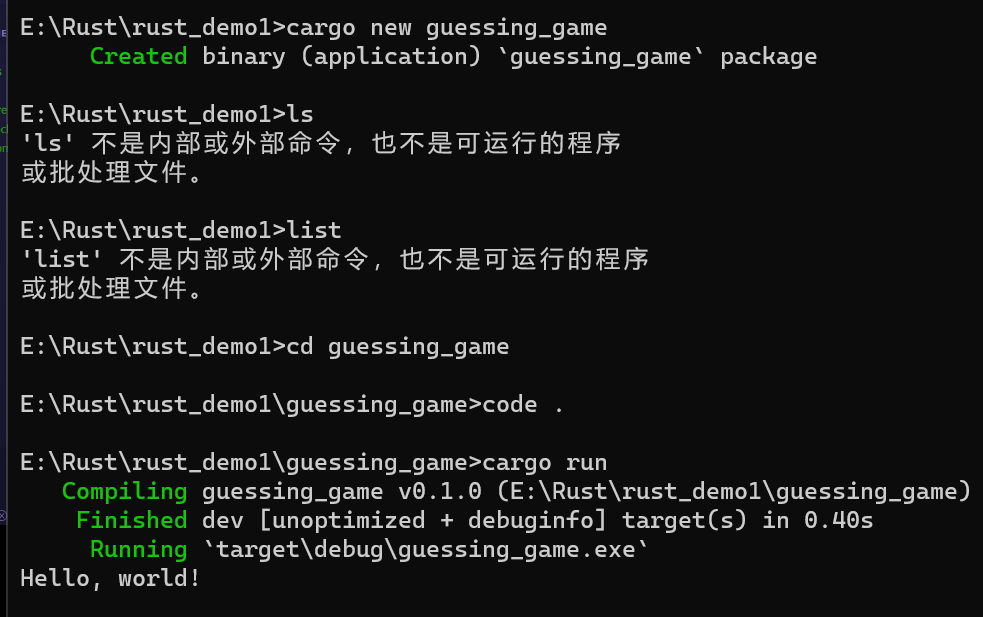 E:\Rust\rust_demo1>cargo new guessing_game
Created binary (application) `guessing_game` package
E:\Rust\rust_demo1>ls
'ls' 不是内部或外部命令，也不是可运行的程序
或批处理文件。
E:\Rust\rust_demo1>list
'list' 不是内部或外部命令，也不是可运行的程序
或批处理文件。
E:\Rust\rust_demo1>cd guessing_game
E:\Rust\rust_demo1\guessing_game>code .
E:\Rust\rust_demo1\guessing_game>cargo run
Compiling guessing_game v0.1.0 (E:\Rust\rust_demo1\guessing_game)
Finished dev [unoptimized + debuginfo] target(s) in 0.40s
Running `target\debug\guessing_game.exe`
Hello, world!